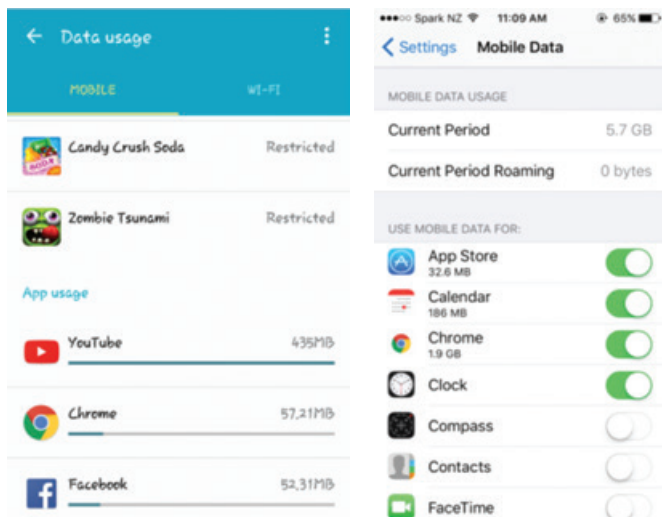 Data usage
MOBILE WI-FI
Candy Crush Soda Restricted
Zombie Tsunami Restricted
App usage
YouTube 435MB
Chrome 57,21MB
Facebook 52,31MB
Spark NZ 11:09 AM 65%
Settings Mobile Data
MOBILE DATA USAGE
Current Period 5.7 GB
Current Period Roaming 0 bytes
USE MOBILE DATA FOR:
App Store
32.6 MB
Calendar
186 MB
Chrome
1.9 GB
Clock
Compass
Contacts
FaceTime